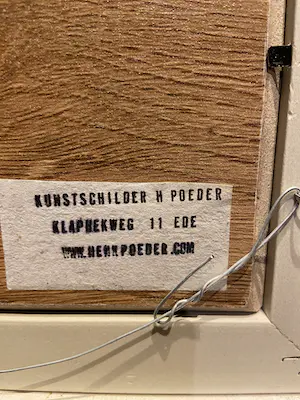 KUNSTSCHILDER H POEDER
KLAPHEKWEG 11 EDE
WWW.HENKPOEDER.COM